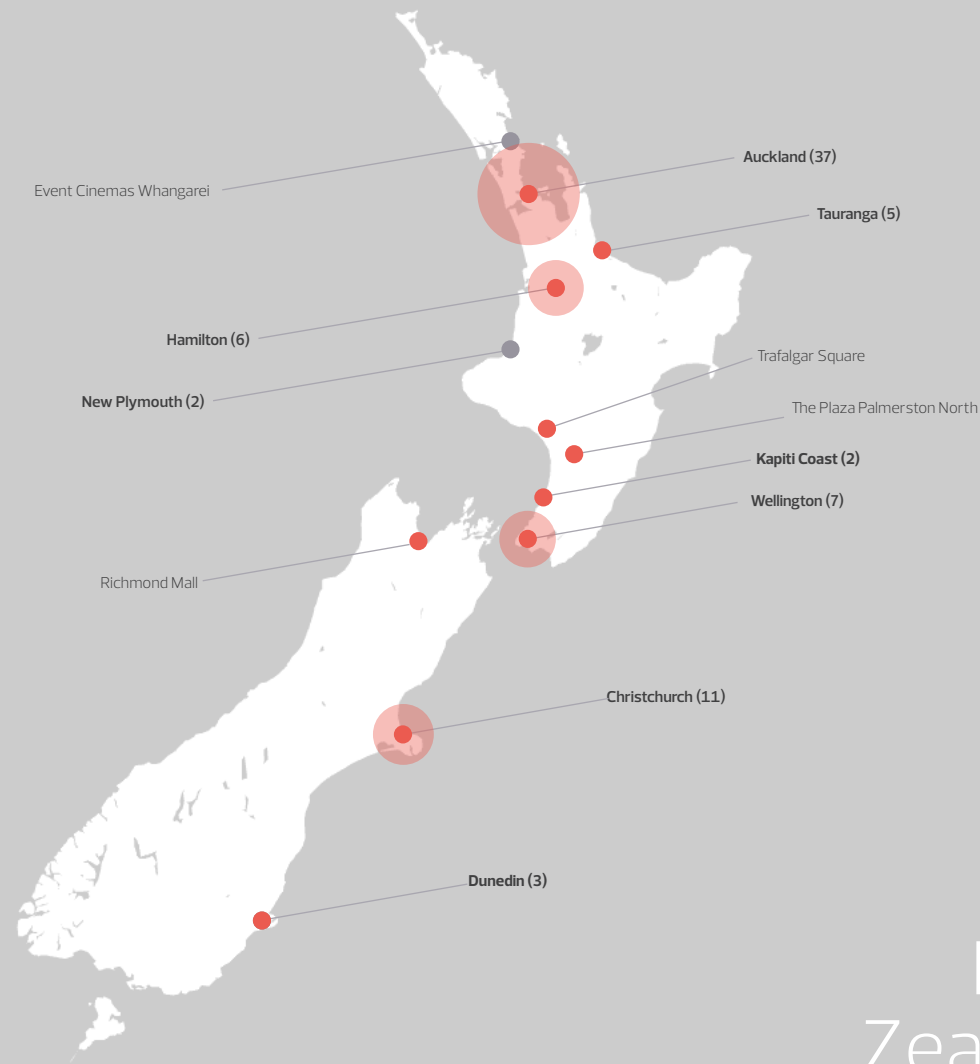 Auckland (37)
Event Cinemas Whangarei
Tauranga (5)
Hamilton (6)
Trafalgar Square
New Plymouth (2)
The Plaza Palmerston North
Kapiti Coast (2)
Wellington (7)
Richmond Mall
Christchurch (11)
Dunedin (3)
Zea